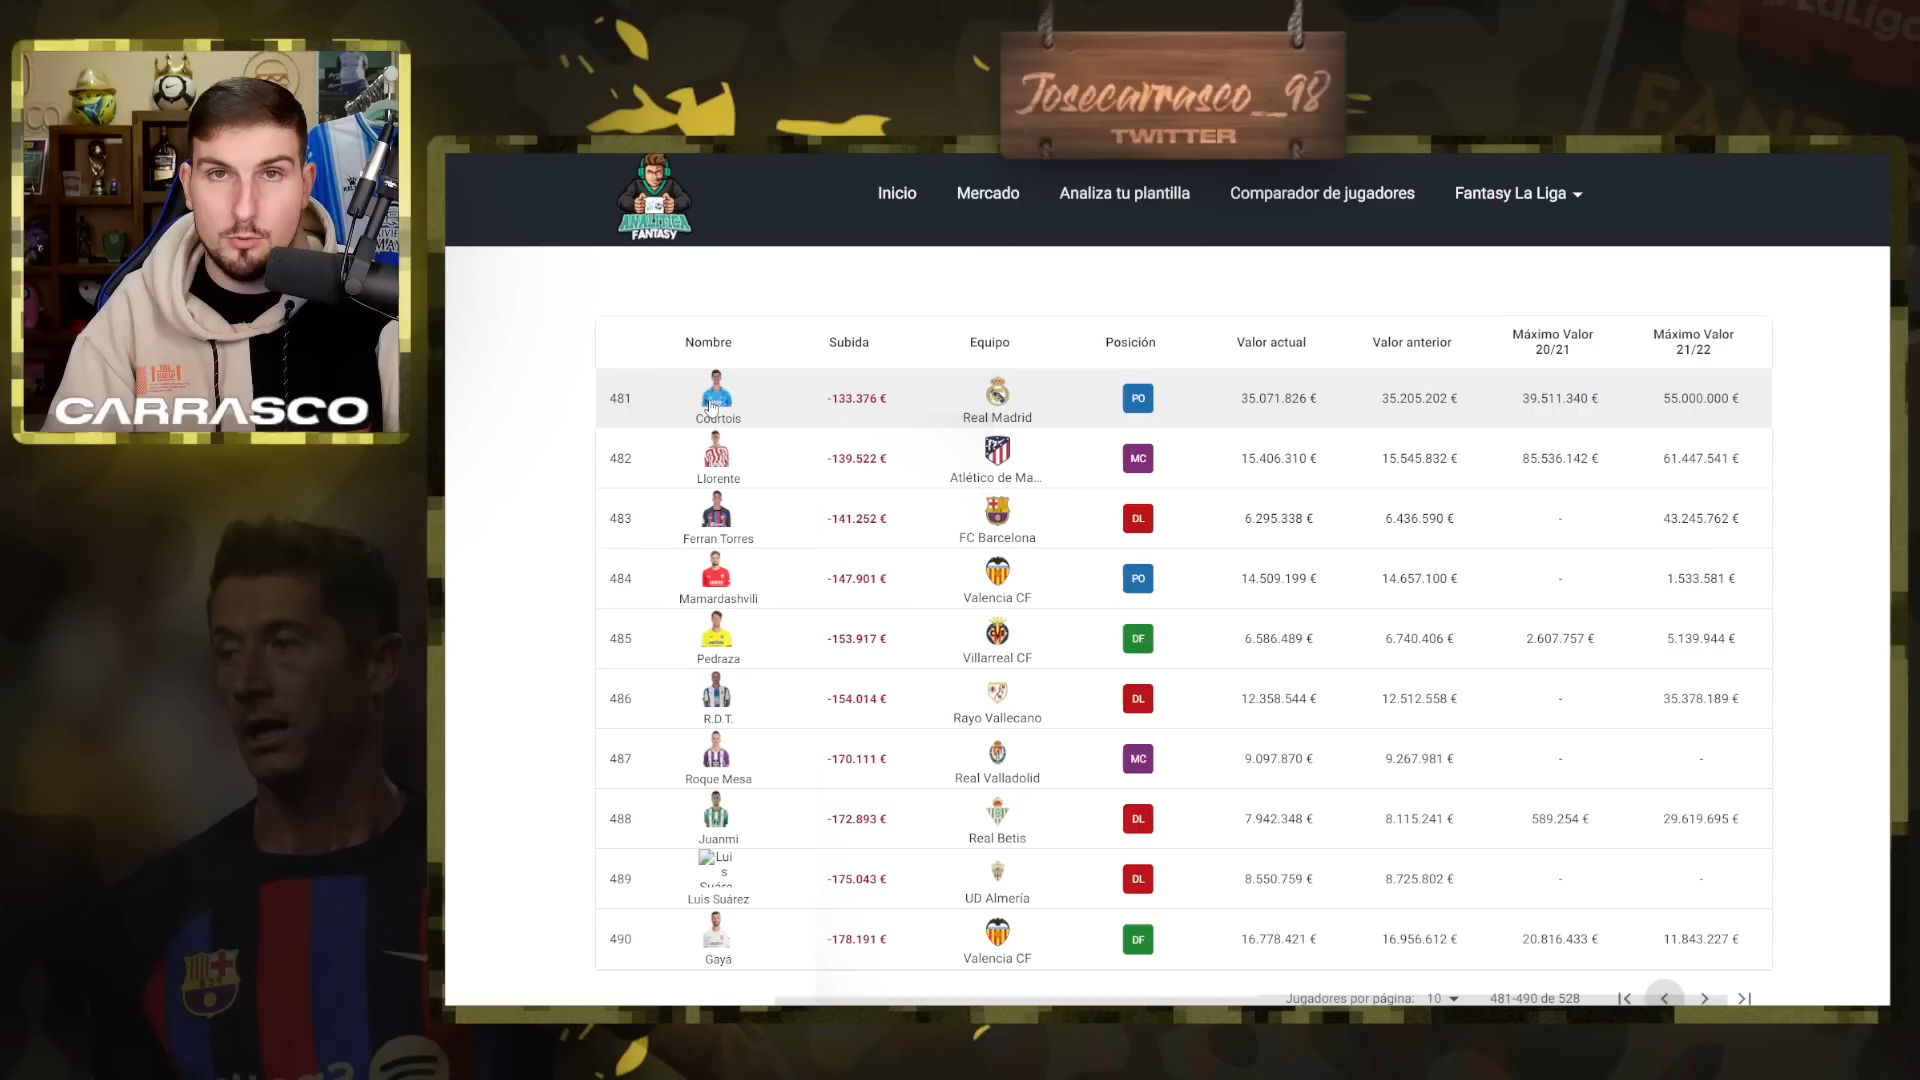 Josecarrasco_98
TWITTER
CARRASCO
ANALÍTICA
FANTASY
Inicio Mercado Analiza tu plantilla Comparador de jugadores Fantasy La Liga
Nombre Subida Equipo Posición Valor actual Valor anterior Máximo Valor 20/21 Máximo Valor 21/22
481 Courtois -133.376 € Real Madrid PO 35.071.826 € 35.205.202 € 39.511.340 € 55.000.000 €
482 Llorente -139.522 € Atlético de Ma... MC 15.406.310 € 15.545.832 € 85.536.142 € 61.447.541 €
483 Ferran Torres -141.252 € FC Barcelona DL 6.295.338 € 6.436.590 € - 43.245.762 €
484 Mamardashvili -147.901 € Valencia CF PO 14.509.199 € 14.657.100 € - 1.533.581 €
485 Pedraza -153.917 € Villarreal CF DF 6.586.489 € 6.740.406 € 2.607.757 € 5.139.944 €
486 R.D.T. -154.014 € Rayo Vallecano DL 12.358.544 € 12.512.558 € - 35.378.189 €
487 Roque Mesa -170.111 € Real Valladolid MC 9.097.870 € 9.267.981 € - -
488 Juanmi -172.893 € Real Betis DL 7.942.348 € 8.115.241 € 589.254 € 29.619.695 €
489 Luis Suárez -175.043 € UD Almería DL 8.550.759 € 8.725.802 € - -
490 Gayá -178.191 € Valencia CF DF 16.778.421 € 16.956.612 € 20.816.433 € 11.843.227 €
Jugadores por página: 10 481-490 de 528